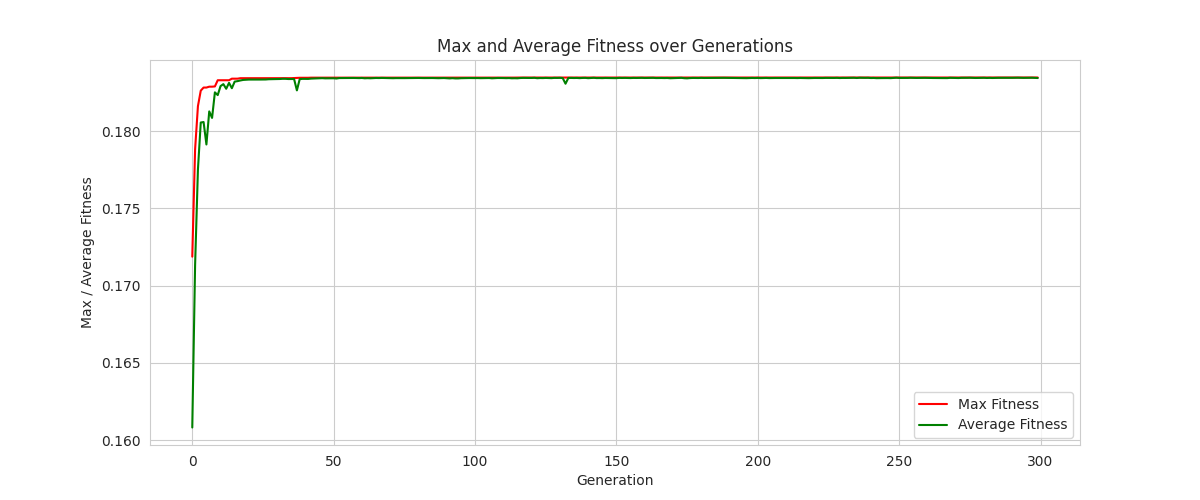 Max and Average Fitness over Generations
Max / Average Fitness
0.180
0.175
0.170
0.165
0.160
0
50
100
150
200
250
300
Generation
Max Fitness
Average Fitness